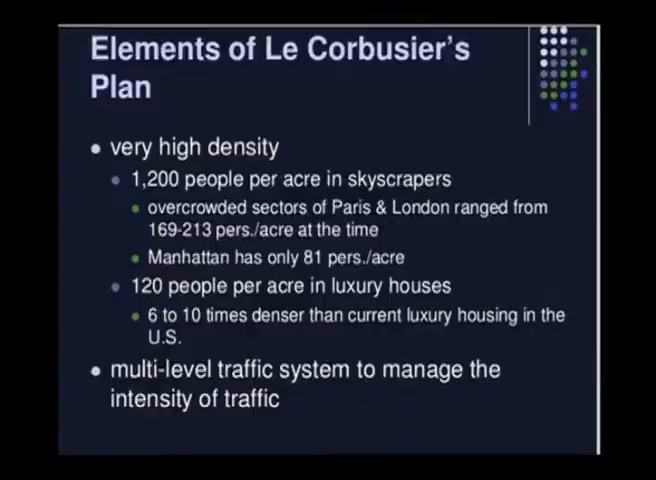 Elements of Le Corbusier's
Plan
very high density
1,200 people per acre in skyscrapers
overcrowded sectors of Paris & London ranged from
169-213 pers./acre at the time
Manhattan has only 81 pers./acre
120 people per acre in luxury houses
6 to 10 times denser than current luxury housing in the
U.S.
multi-level traffic system to manage the
intensity of traffic